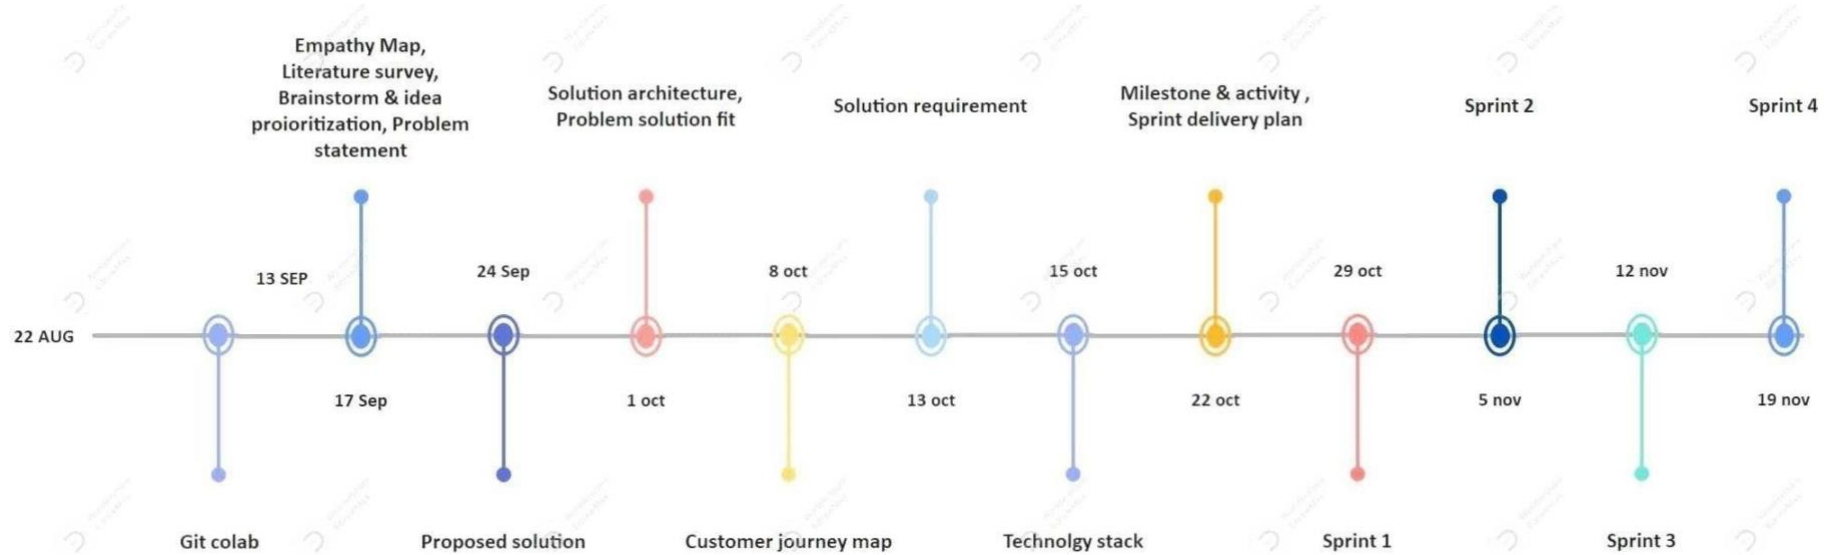 Empathy Map,
Literature survey,
Brainstorm & idea
proioritization, Problem
statement
Solution architecture,
Problem solution fit
Solution requirement
Milestone & activity ,
Sprint delivery plan
Sprint 2
Sprint 4
13 SEP
24 Sep
8 oct
15 oct
29 oct
12 nov
22 AUG
17 Sep
1 oct
13 oct
22 oct
5 nov
19 nov
Git colab
Proposed solution
Customer journey map
Technolgy stack
Sprint 1
Sprint 3